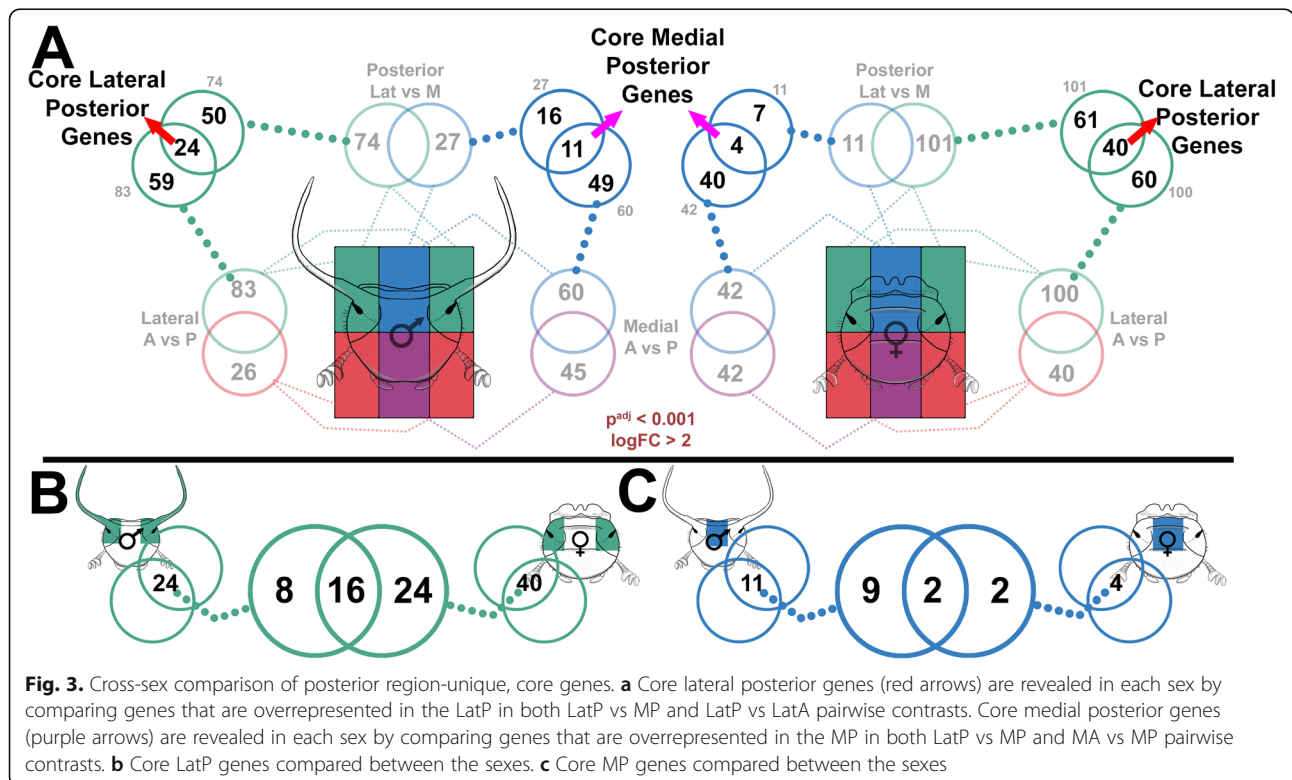 A
Core Lateral
Posterior
Genes
74
50
24
59
83
Posterior
Lat vs M
74
27
27
16
11
49
60
Core Medial
Posterior
Genes
11
7
4
40
42
Posterior
Lat vs M
11
101
101
61
40
60
100
Core Lateral
Posterior
Genes
83
Lateral
A vs P
26
♂
60
Medial
A vs P
45
42
42
♀
100
Lateral
A vs P
40
p^adj < 0.001
logFC > 2
B
♂
24
8
16
24
40
♀
C
♂
11
9
2
2
4
♀
Fig. 3. Cross-sex comparison of posterior region-unique, core genes. a Core lateral posterior genes (red arrows) are revealed in each sex by
comparing genes that are overrepresented in the LatP in both LatP vs MP and LatP vs LatA pairwise contrasts. Core medial posterior genes
(purple arrows) are revealed in each sex by comparing genes that are overrepresented in the MP in both LatP vs MP and MA vs MP pairwise
contrasts. b Core LatP genes compared between the sexes. c Core MP genes compared between the sexes